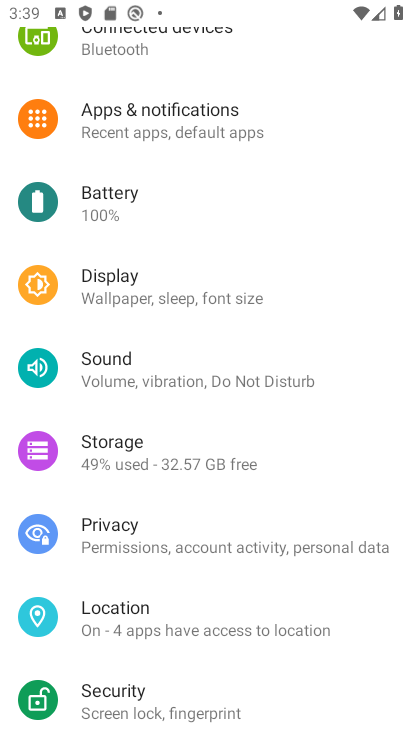 3:39
Connected devices
Bluetooth
Apps & notifications
Recent apps, default apps
Battery
100%
Display
Wallpaper, sleep, font size
Sound
Volume, vibration, Do Not Disturb
Storage
49% used - 32.57 GB free
Privacy
Permissions, account activity, personal data
Location
On - 4 apps have access to location
Security
Screen lock, fingerprint